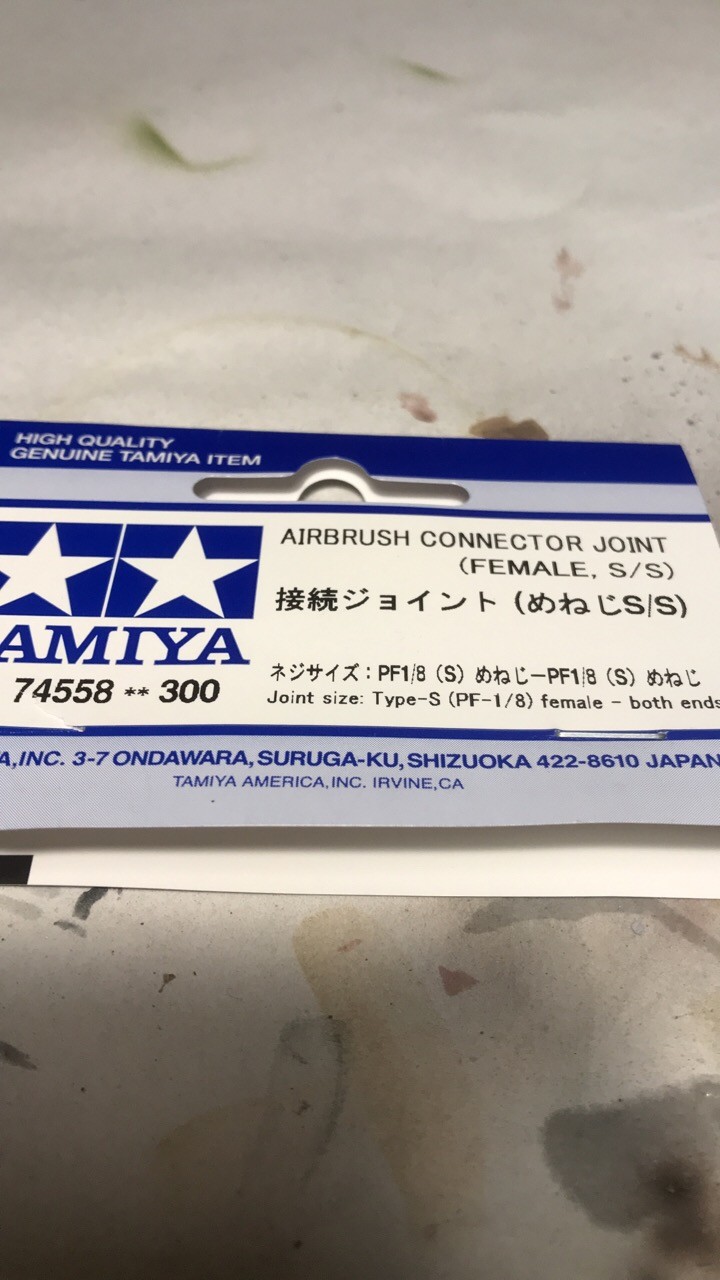 HIGH QUALITY
GENUINE TAMIYA ITEM
AIRBRUSH CONNECTOR JOINT
(FEMALE, S/S)
接続ジョイント (めねじS/S)
AMIYA
74558 ** 300
ネジサイズ：PF1/8 (S) めねじーPF1/8 (S) めねじ
Joint size: Type-S (PF-1/8) female - both ends
A,INC. 3-7 ONDAWARA, SURUGA-KU, SHIZUOKA 422-8610 JAPAN
TAMIYA AMERICA,INC. IRVINE,CA